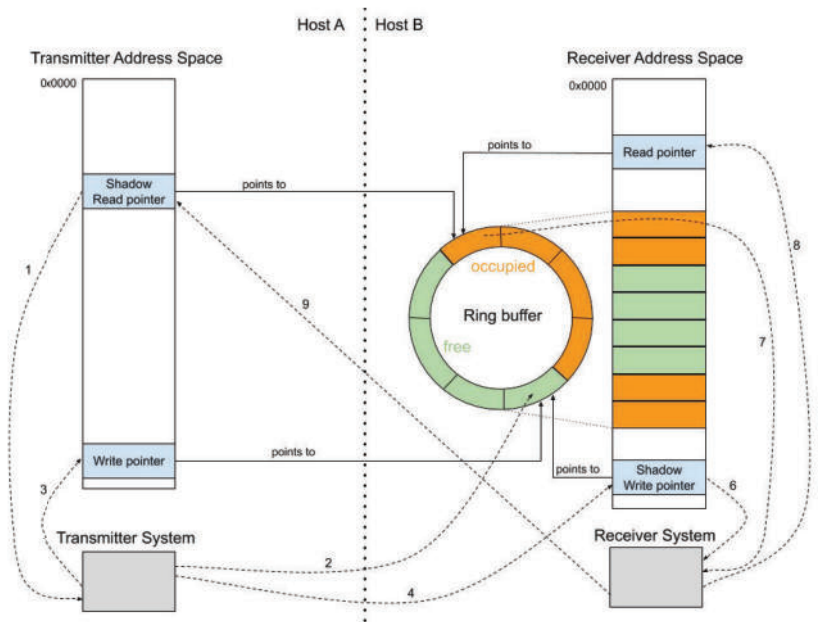 Host A
Host B
Transmitter Address Space
Receiver Address Space
0x0000
0x0000
points to
Read pointer
Shadow
Read pointer
points to
1
8
occupied
9
Ring buffer
free
7
Write pointer
points to
points to
Shadow
Write pointer
6
3
Transmitter System
Receiver System
2
4